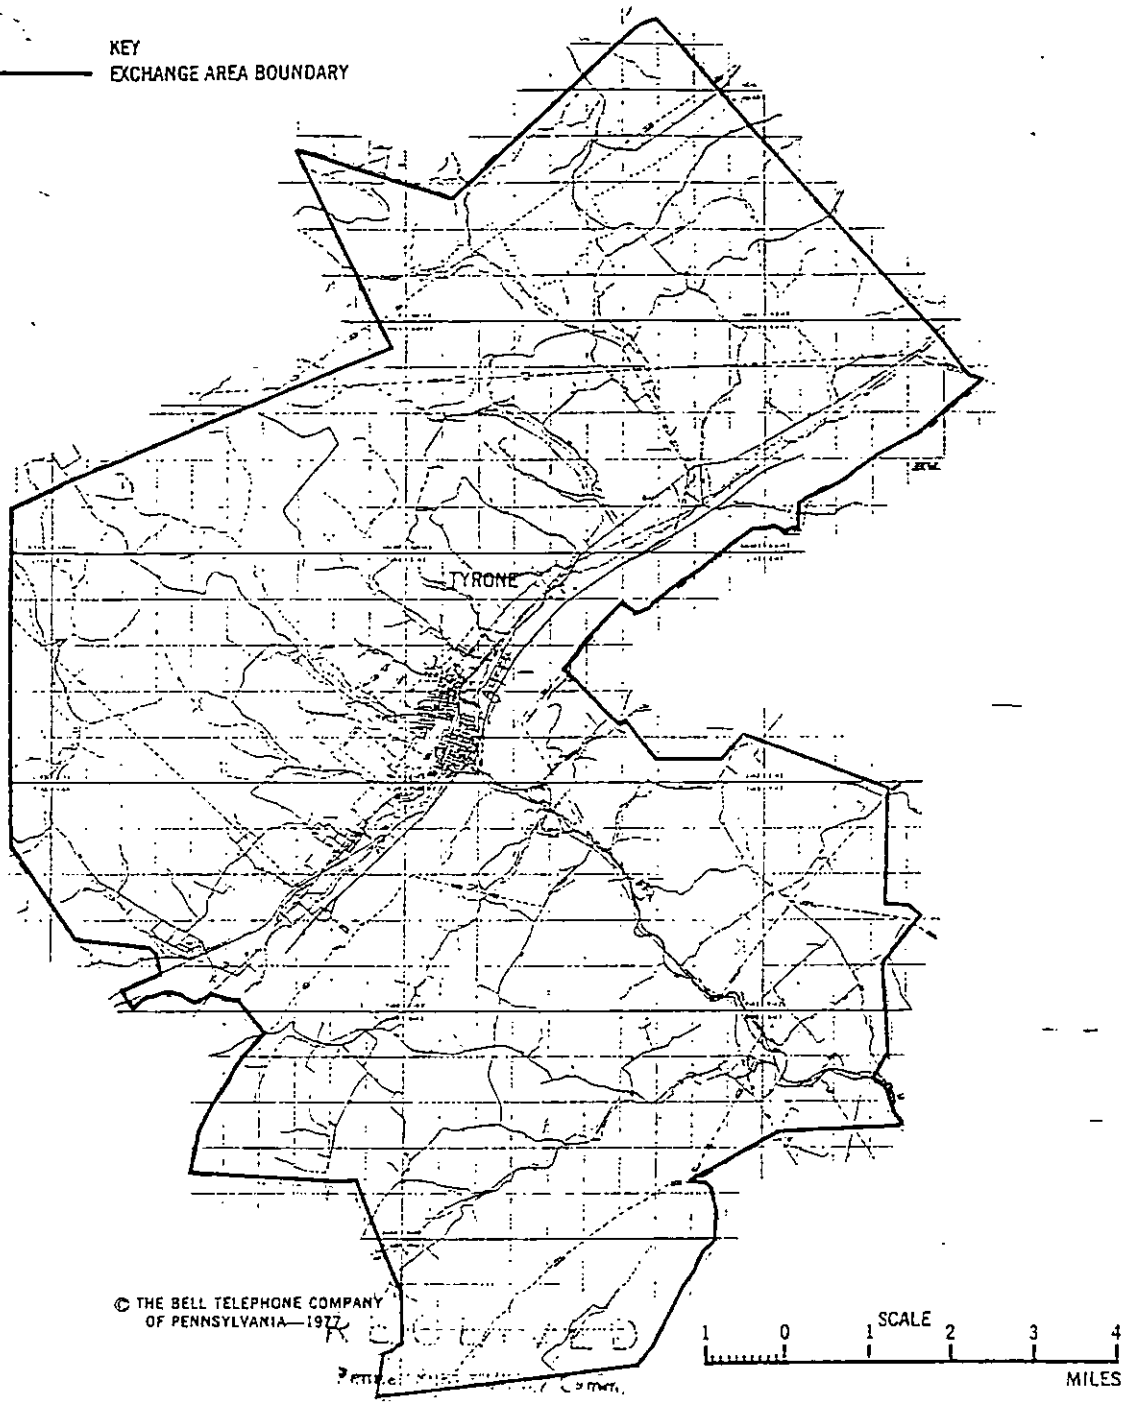 KEY
EXCHANGE AREA BOUNDARY
TYRONE
© THE BELL TELEPHONE COMPANY
OF PENNSYLVANIA—1977
SCALE
1 0 1 2 3 4
MILES